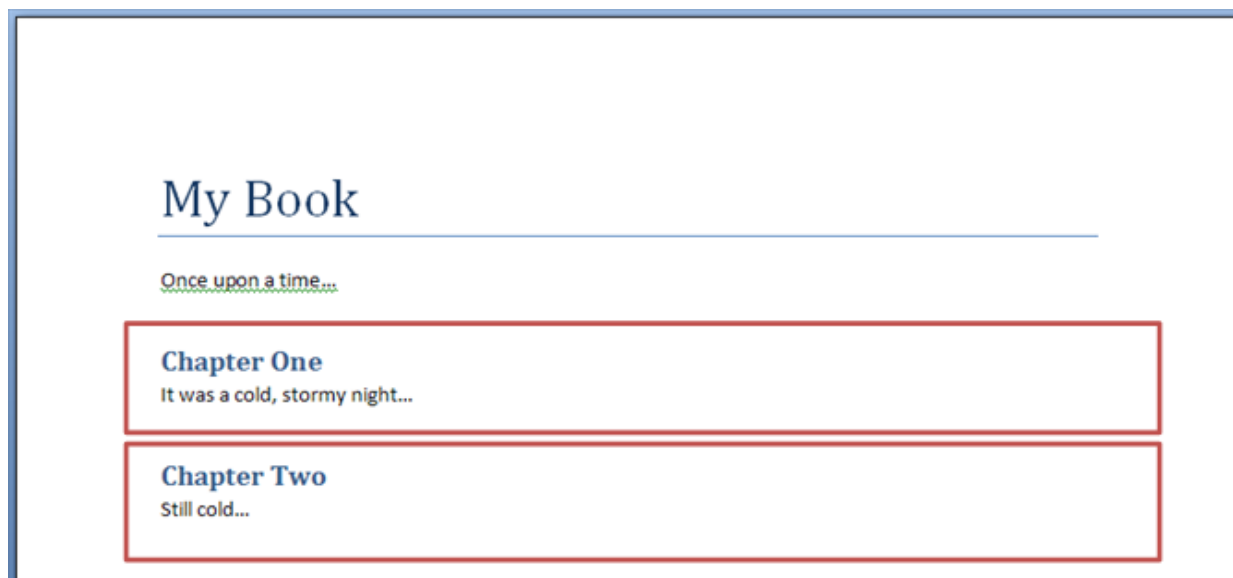 My Book
Once upon a time...
Chapter One
It was a cold, stormy night...
Chapter Two
Still cold...